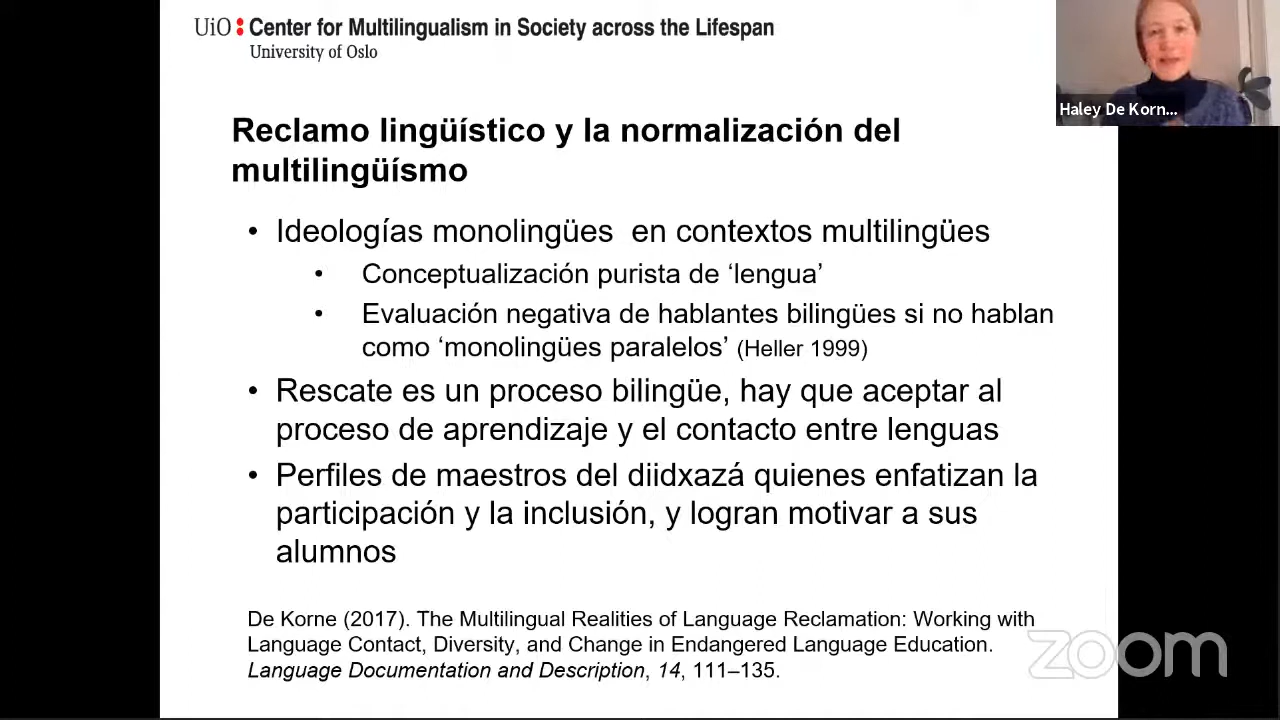 UiO : Center for Multilingualism in Society across the Lifespan
University of Oslo
Haley De Korn...
Reclamo lingüístico y la normalización del
multilingüísmo
• Ideologías monolingües en contextos multilingües
• Conceptualización purista de ‘lengua’
• Evaluación negativa de hablantes bilingües si no hablan
como ‘monolingües paralelos’ (Heller 1999)
• Rescate es un proceso bilingüe, hay que aceptar al
proceso de aprendizaje y el contacto entre lenguas
• Perfiles de maestros del diidxazá quienes enfatizan la
participación y la inclusión, y logran motivar a sus
alumnos
De Korne (2017). The Multilingual Realities of Language Reclamation: Working with
Language Contact, Diversity, and Change in Endangered Language Education.
Language Documentation and Description, 14, 111–135.
zoom